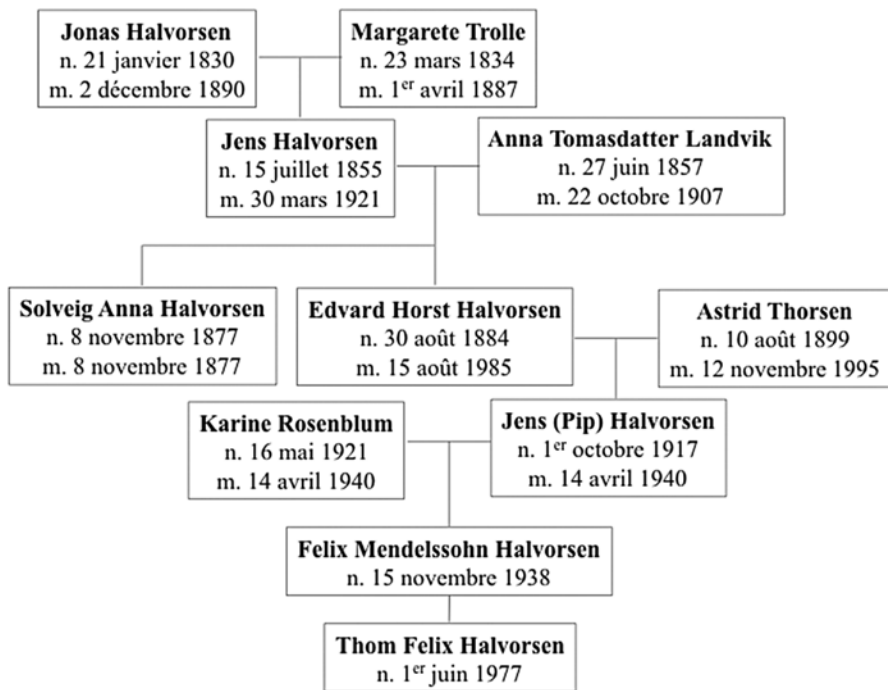 Jonas Halvorsen
n. 21 janvier 1830
m. 2 décembre 1890
Margarete Trolle
n. 23 mars 1834
m. 1er avril 1887
Jens Halvorsen
n. 15 juillet 1855
m. 30 mars 1921
Anna Tomasdatter Landvik
n. 27 juin 1857
m. 22 octobre 1907
Solveig Anna Halvorsen
n. 8 novembre 1877
m. 8 novembre 1877
Edvard Horst Halvorsen
n. 30 août 1884
m. 15 août 1985
Astrid Thorsen
n. 10 août 1899
m. 12 novembre 1995
Karine Rosenblum
n. 16 mai 1921
m. 14 avril 1940
Jens (Pip) Halvorsen
n. 1er octobre 1917
m. 14 avril 1940
Felix Mendelssohn Halvorsen
n. 15 novembre 1938
Thom Felix Halvorsen
n. 1er juin 1977